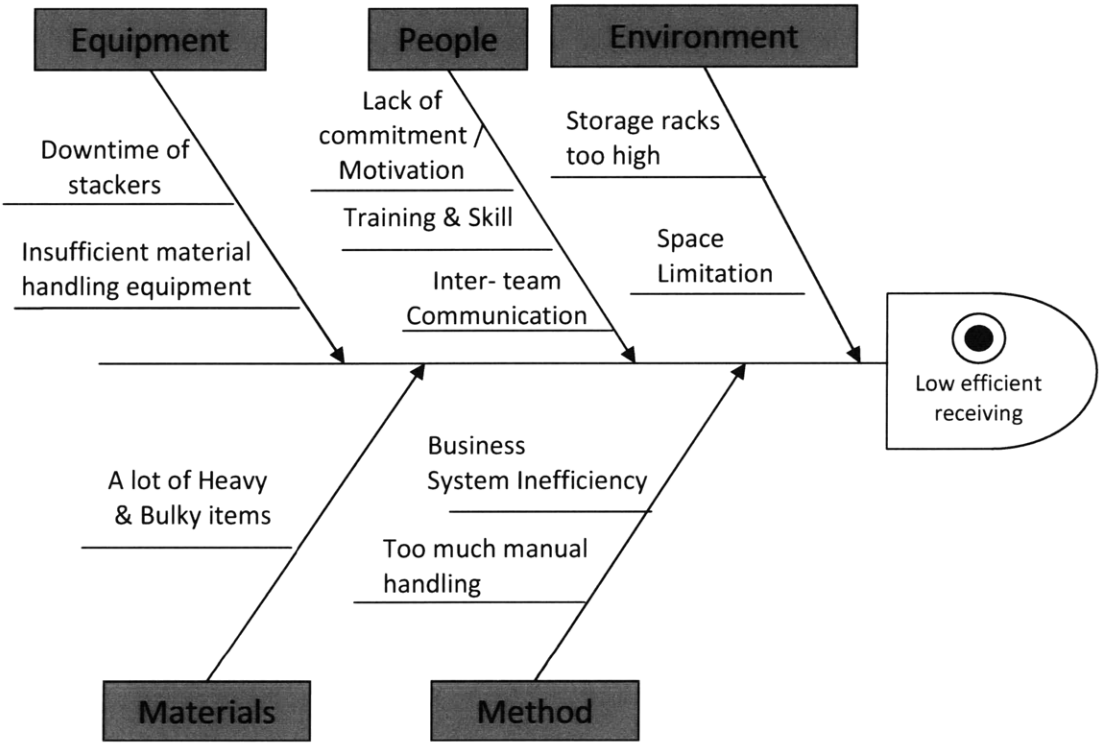 Equipment
People
Environment
Lack of
commitment /
Motivation
Storage racks
too high
Downtime of
stackers
Training & Skill
Insufficient material
handling equipment
Space
Limitation
Inter- team
Communication
Low efficient
receiving
Business
System Inefficiency
A lot of Heavy
& Bulky items
Too much manual
handling
Materials
Method